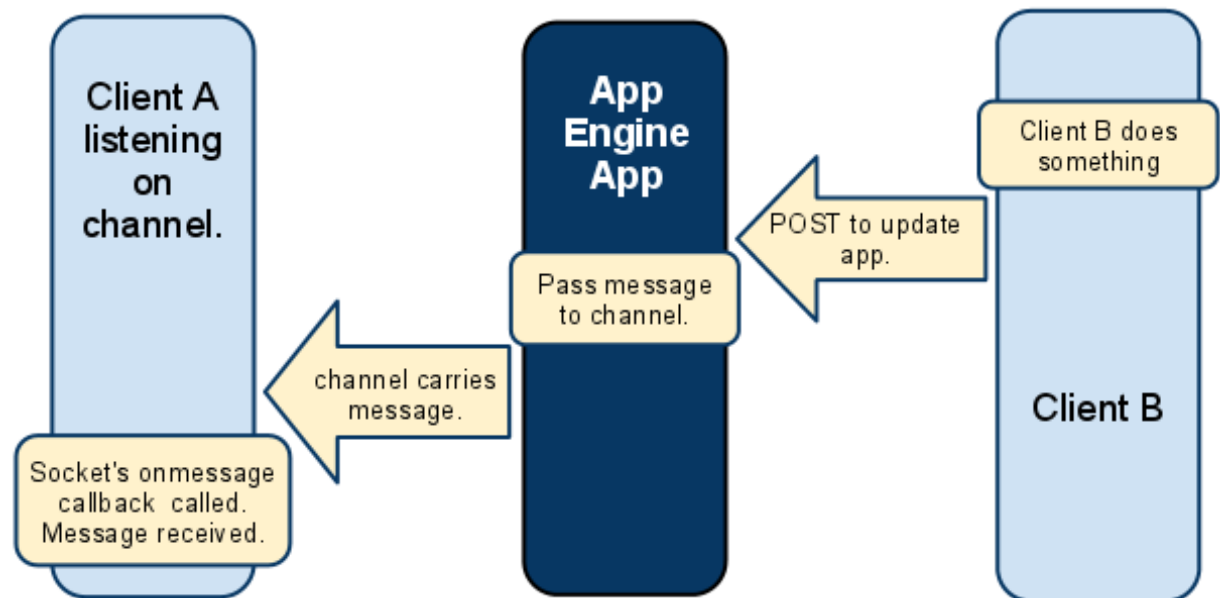 Client A
listening
on
channel.
App
Engine
App
Client B does
something
POST to update
app.
Pass message
to channel.
channel carries
message.
Client B
Socket's onmessage
callback called.
Message received.